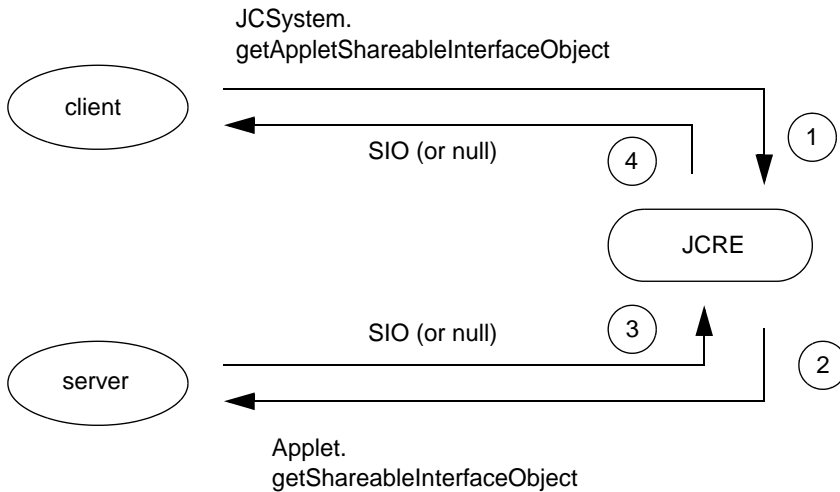 JCSystem.
getAppletShareableInterfaceObject
client
SIO (or null)
1
4
JCRE
SIO (or null)
3
2
server
Applet.
getShareableInterfaceObject